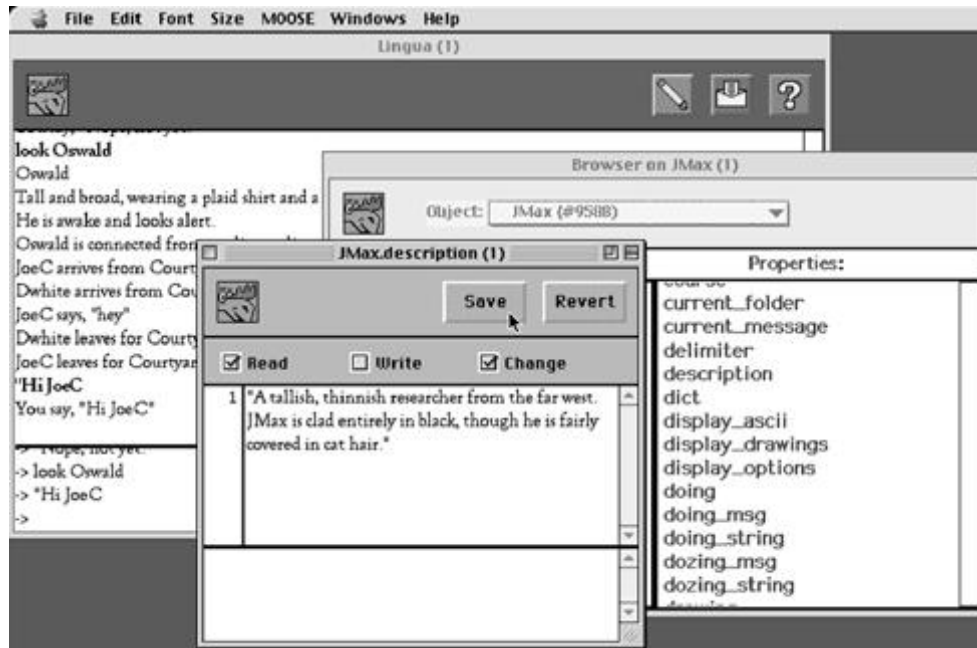 File Edit Font Size MOOSE Windows Help
Lingua (1)
?
look Oswald
Oswald
Tall and broad, wearing a plaid shirt and a
He is awake and looks alert.
Oswald is connected from
JoeC arrives from Court
Dwhite arrives from Cou
JoeC says, "hey"
Dwhite leaves for Courty
JoeC leaves for Courtyar
"Hi JoeC
You say, "Hi JoeC"
-> "Nope, not yet.
-> look Oswald
-> "Hi JoeC
->
Browser on JMax (1)
Object: JMax (#9588)
Properties:
course
current_folder
current_message
delimiter
description
dict
display_ascii
display_drawings
display_options
doing
doing_msg
doing_string
dozing_msg
dozing_string
drawing
JMax.description (1)
Save Revert
Read Write Change
1 "A tallish, thinnish researcher from the far west.
JMax is clad entirely in black, though he is fairly
covered in cat hair."